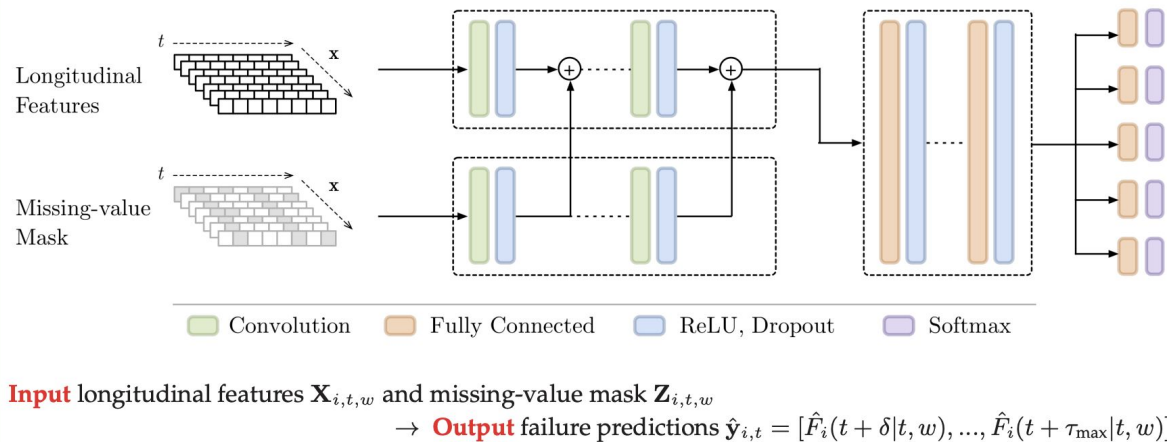 t
x
Longitudinal
Features
+
+
t
x
Missing-value
Mask
Convolution Fully Connected ReLU, Dropout Softmax
Input longitudinal features X_{i,t,w} and missing-value mask Z_{i,t,w}
→ Output failure predictions ŷ_{i,t} = [F̂_i(t + δ|t, w), ..., F̂_i(t + τ_max|t, w)]